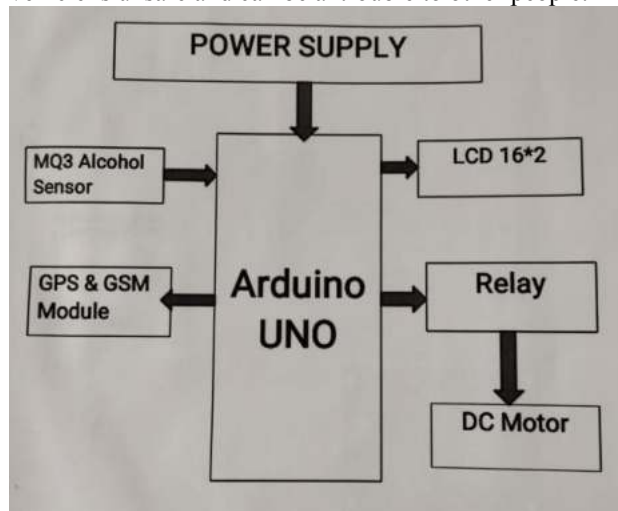 POWER SUPPLY
MQ3 Alcohol
Sensor
LCD 16*2
GPS & GSM
Module
Arduino
UNO
Relay
DC Motor